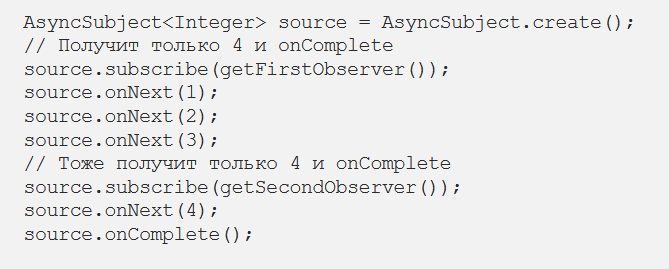 AsyncSubject<Integer> source = AsyncSubject.create();
// Получит только 4 и onComplete
source.subscribe(getFirstObserver());
source.onNext(1);
source.onNext(2);
source.onNext(3);
// Тоже получит только 4 и onComplete
source.subscribe(getSecondObserver());
source.onNext(4);
source.onComplete();